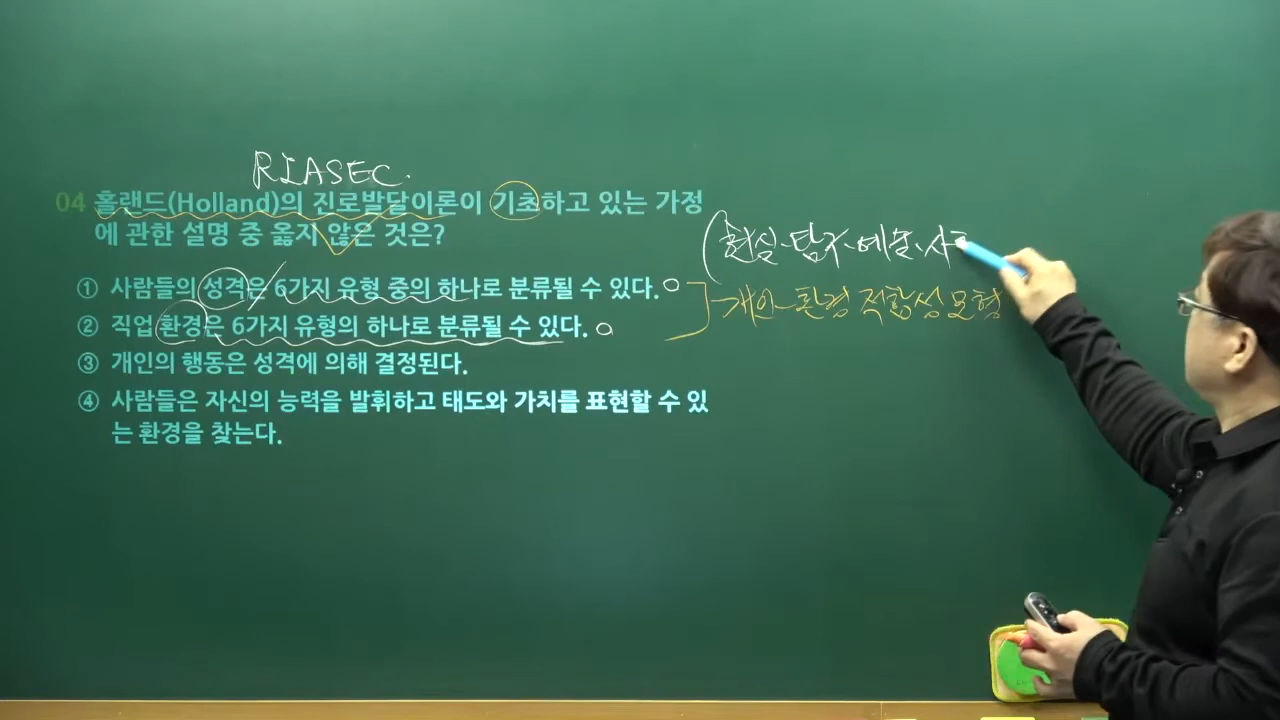 RIASEC.
04 홀랜드(Holland)의 진로발달이론이 기초하고 있는 가정
에 관한 설명 중 옳지 않은 것은?
(현실、탐구、예술、사
① 사람들의 성격은 6가지 유형 중의 하나로 분류될 수 있다.
② 직업 환경은 6가지 유형의 하나로 분류될 수 있다.
개인-환경 적합성 모형
③ 개인의 행동은 성격에 의해 결정된다.
④ 사람들은 자신의 능력을 발휘하고 태도와 가치를 표현할 수 있
는 환경을 찾는다.